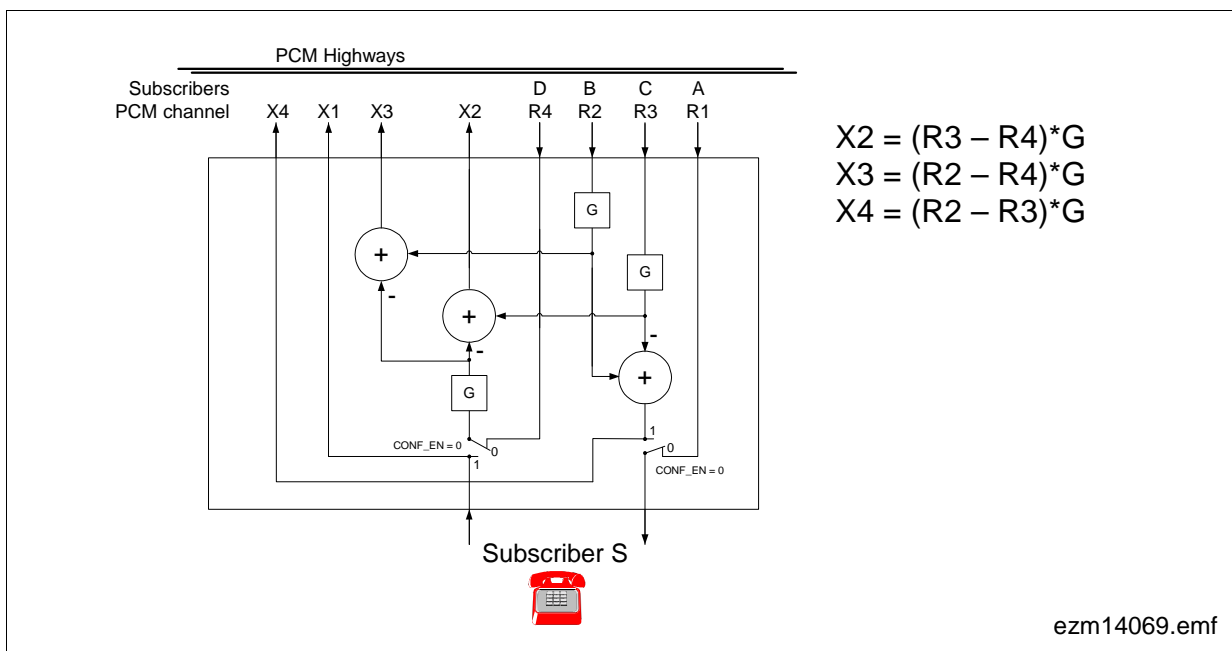 PCM Highways
Subscribers D B C A
PCM channel X4 X1 X3 X2 R4 R2 R3 R1
X2 = (R3 – R4)*G
X3 = (R2 – R4)*G
X4 = (R2 – R3)*G
G
+
G
-
+
-
-
+
G
1
CONF_EN = 0
0
0
1
CONF_EN = 0
Subscriber S
ezm14069.emf